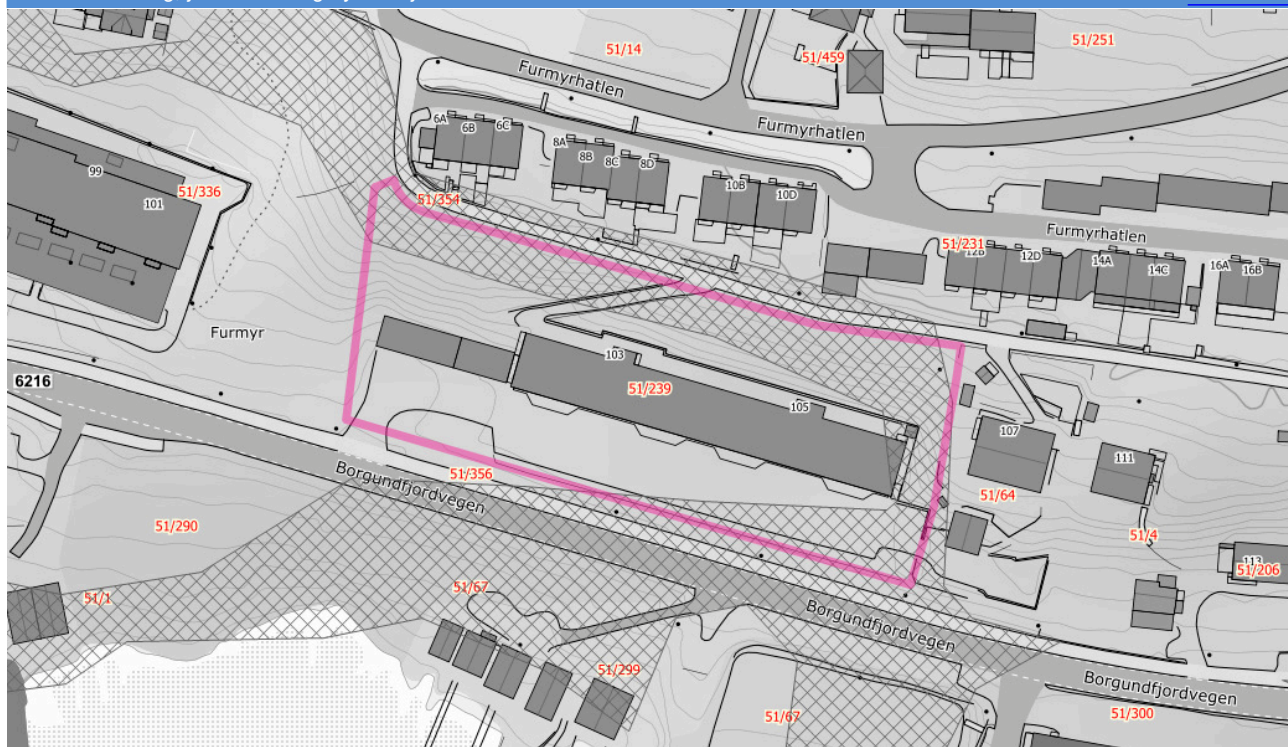 51/14
51/459
51/251
Furmyrhatlen
Furmyrhatlen
6A
6B
6C
8A
8B
8C
8D
10B
10D
99
101
51/336
51/354
Furmyrhatlen
51/231
12B
12D
14A
14C
16A
16B
Furmyr
103
51/239
105
6216
107
111
51/356
Borgundfjordvegen
51/64
51/290
51/4
113
51/206
51/67
51/1
Borgundfjordvegen
51/299
Borgundfjordvegen
51/67
51/300